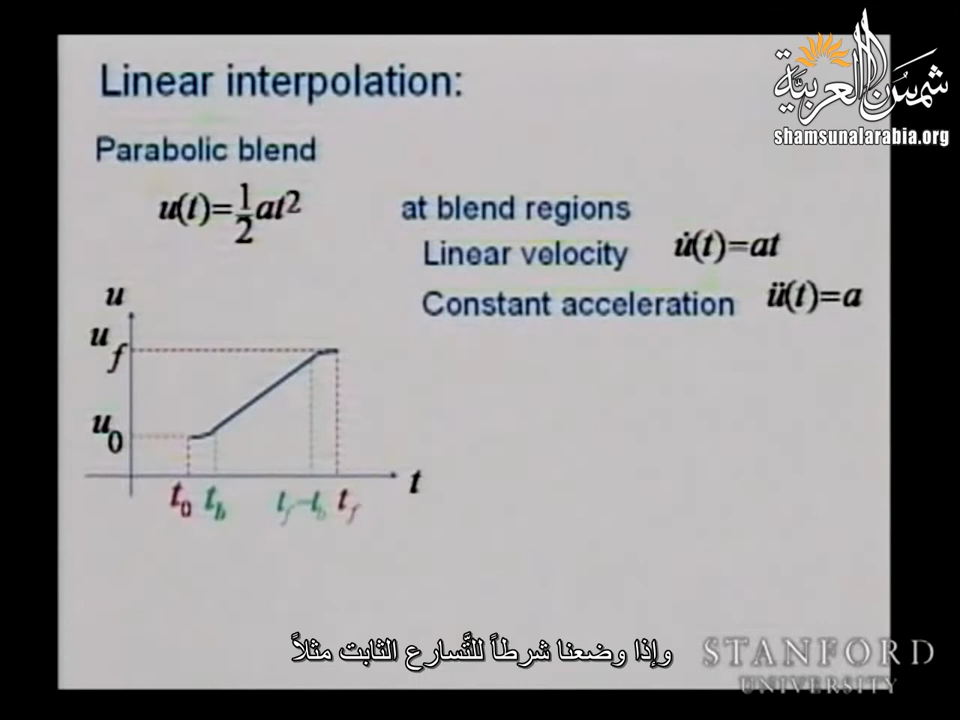 Linear interpolation:
شمسُ العربيّة
shamsunalarabia.org
Parabolic blend
u(t)=1/2at²
at blend regions
Linear velocity u̇(t)=at
Constant acceleration ü(t)=a
u
u_f
u_0
t
t_0 t_b t_f-t_b t_f
وإذا وضعنا شرطاً للتَّسارع الثابت مثلاً
STANFORD
UNIVERSITY